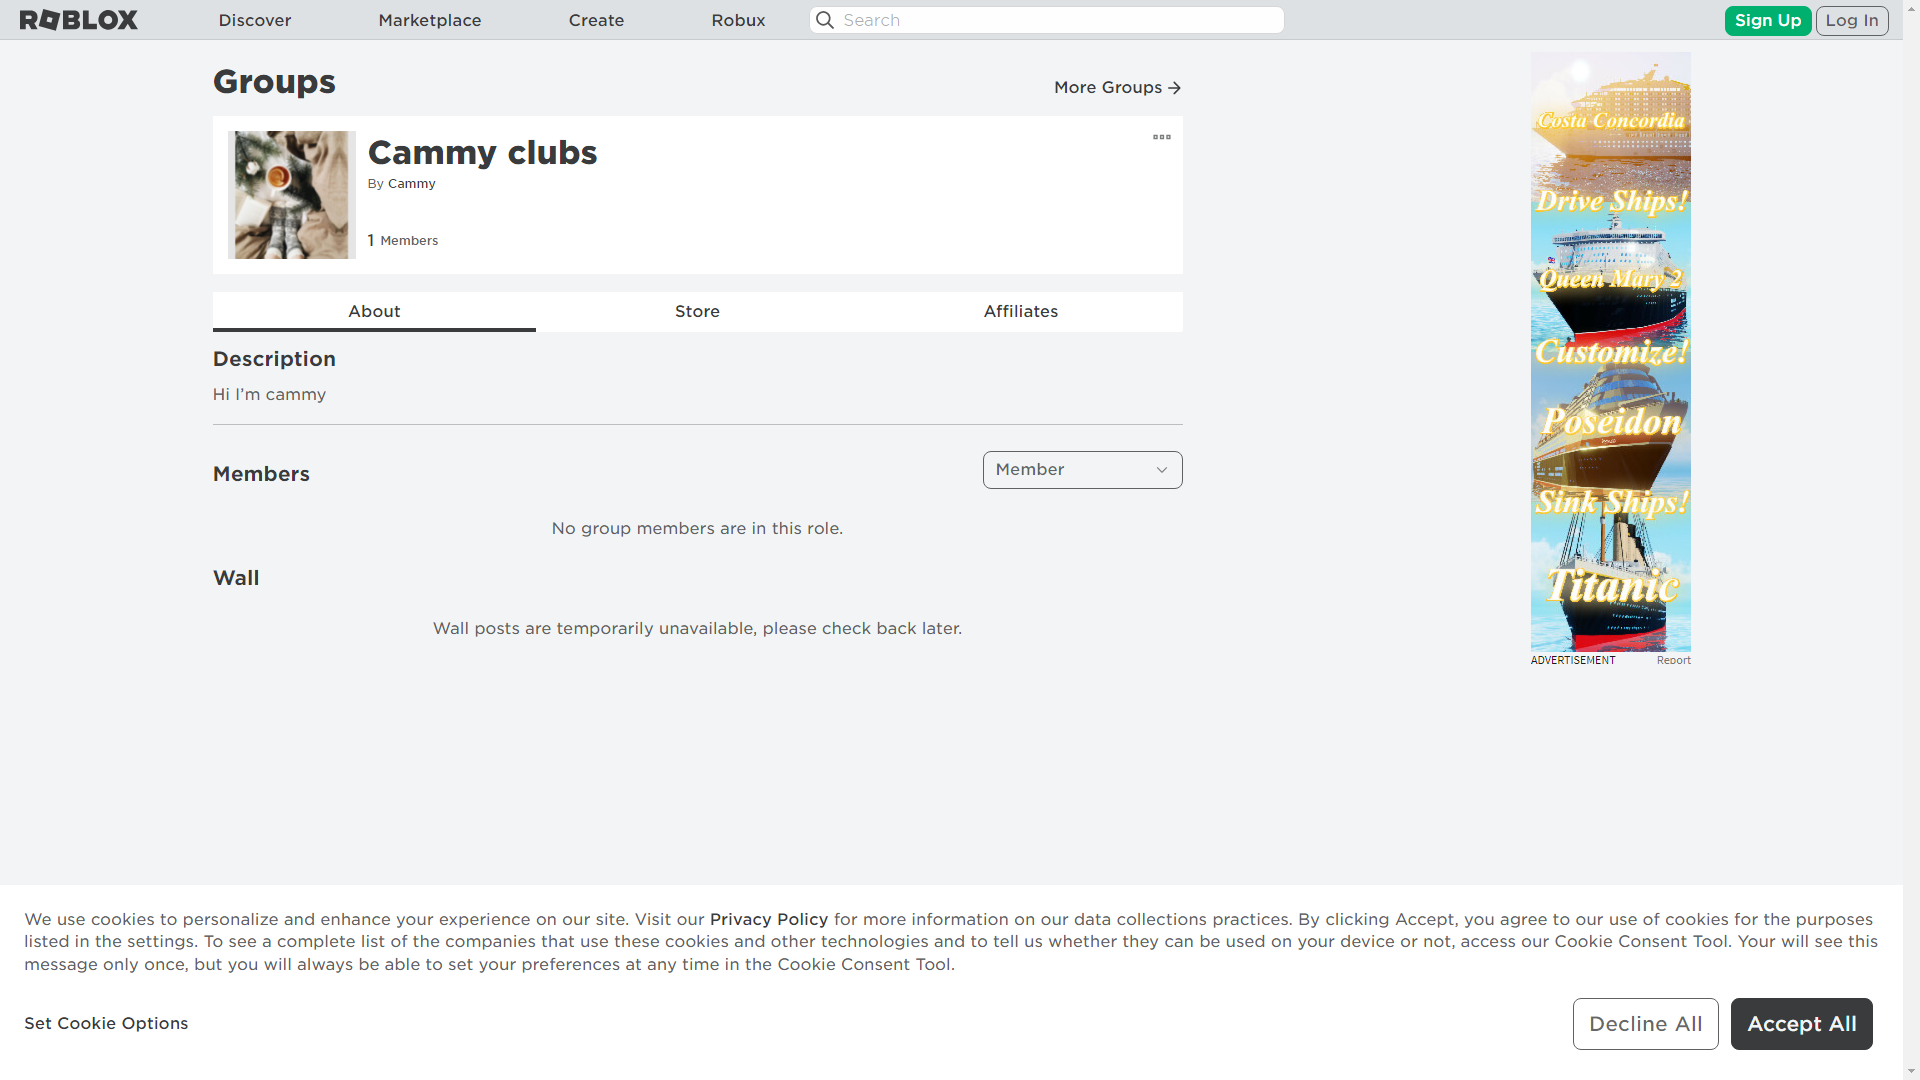 ROBLOX
Discover
Marketplace
Create
Robux
Search
Sign Up
Log In
Groups
More Groups
Cammy clubs
By Cammy
1 Members
About
Store
Affiliates
Description
Hi I’m cammy
Members
Member
No group members are in this role.
Wall
Wall posts are temporarily unavailable, please check back later.
Costa Concordia
Drive Ships!
Queen Mary 2
Customize!
Poseidon
Sink Ships!
Titanic
ADVERTISEMENT
Report
We use cookies to personalize and enhance your experience on our site. Visit our Privacy Policy for more information on our data collections practices. By clicking Accept, you agree to our use of cookies for the purposes
listed in the settings. To see a complete list of the companies that use these cookies and other technologies and to tell us whether they can be used on your device or not, access our Cookie Consent Tool. Your will see this
message only once, but you will always be able to set your preferences at any time in the Cookie Consent Tool.
Set Cookie Options
Decline All
Accept All